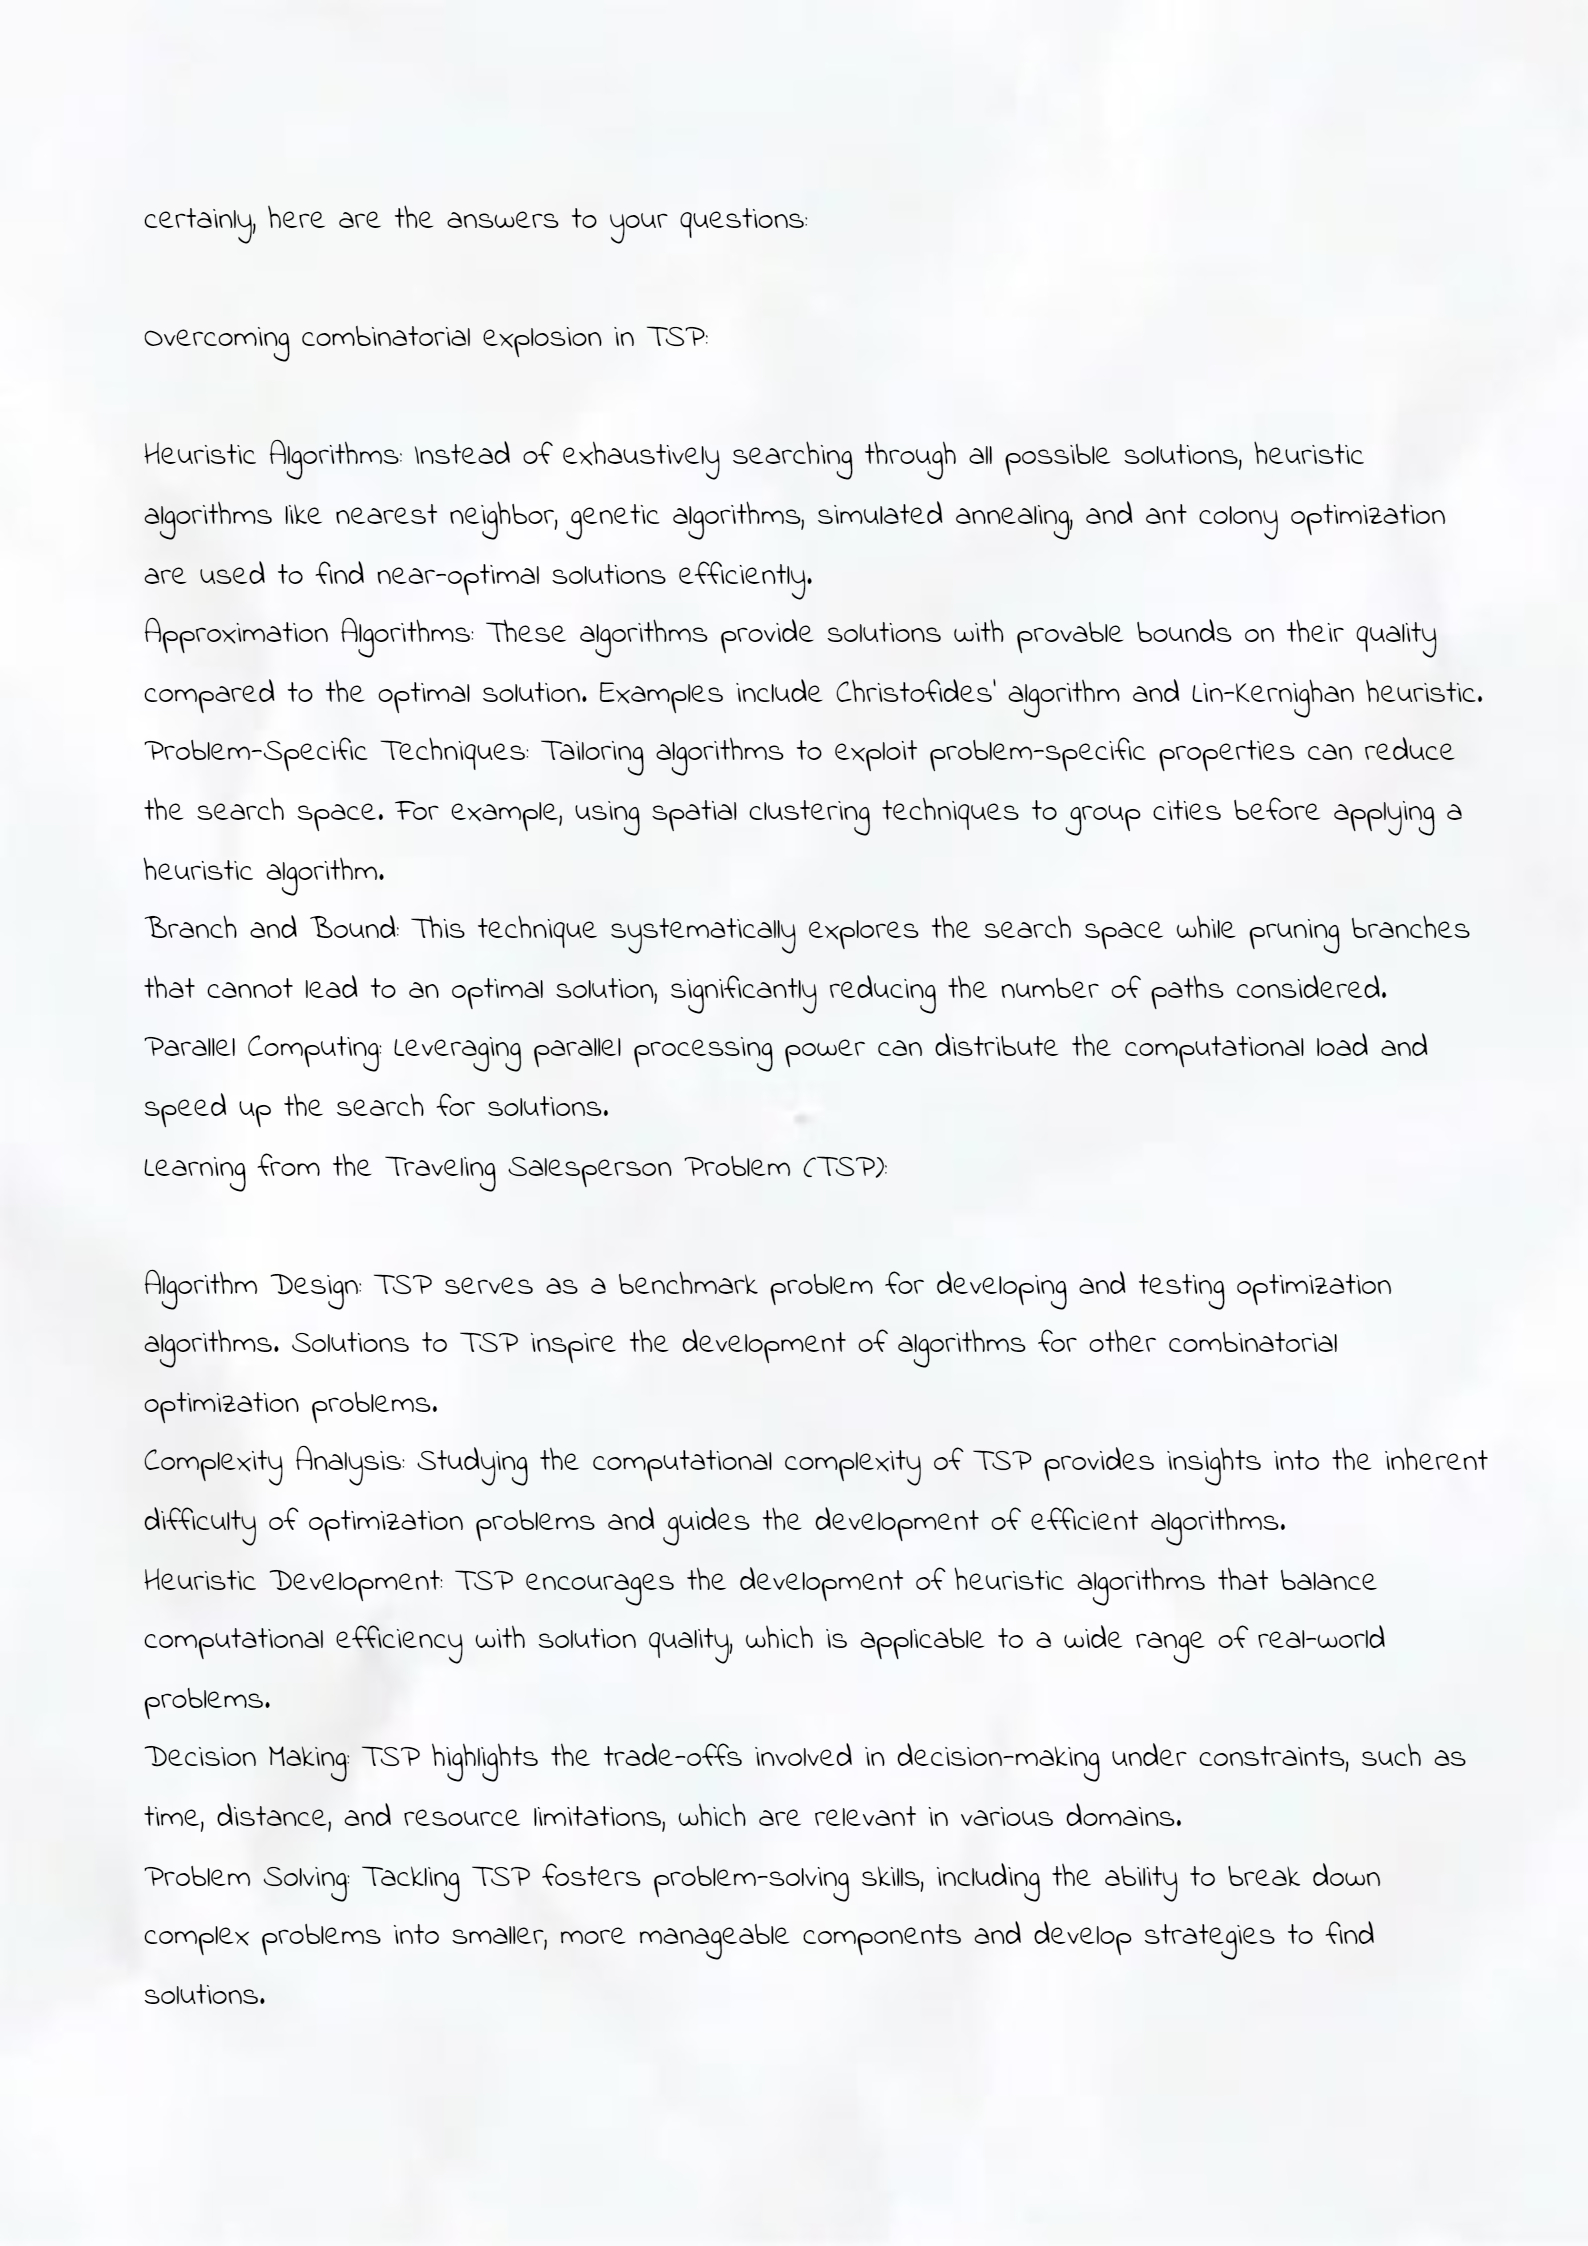 certainly, here are the answers to your questions:
Overcoming combinatorial explosion in TSP:
Heuristic Algorithms: Instead of exhaustively searching through all possible solutions, heuristic
algorithms like nearest neighbor, genetic algorithms, simulated annealing, and ant colony optimization
are used to find near-optimal solutions efficiently.
Approximation Algorithms: These algorithms provide solutions with provable bounds on their quality
compared to the optimal solution. Examples include Christofides' algorithm and Lin-Kernighan heuristic.
Problem-Specific Techniques: Tailoring algorithms to exploit problem-specific properties can reduce
the search space. For example, using spatial clustering techniques to group cities before applying a
heuristic algorithm.
Branch and Bound: This technique systematically explores the search space while pruning branches
that cannot lead to an optimal solution, significantly reducing the number of paths considered.
Parallel Computing: Leveraging parallel processing power can distribute the computational load and
speed up the search for solutions.
Learning from the Traveling Salesperson Problem (TSP):
Algorithm Design: TSP serves as a benchmark problem for developing and testing optimization
algorithms. Solutions to TSP inspire the development of algorithms for other combinatorial
optimization problems.
Complexity Analysis: Studying the computational complexity of TSP provides insights into the inherent
difficulty of optimization problems and guides the development of efficient algorithms.
Heuristic Development: TSP encourages the development of heuristic algorithms that balance
computational efficiency with solution quality, which is applicable to a wide range of real-world
problems.
Decision Making: TSP highlights the trade-offs involved in decision-making under constraints, such as
time, distance, and resource limitations, which are relevant in various domains.
Problem Solving: Tackling TSP fosters problem-solving skills, including the ability to break down
complex problems into smaller, more manageable components and develop strategies to find
solutions.